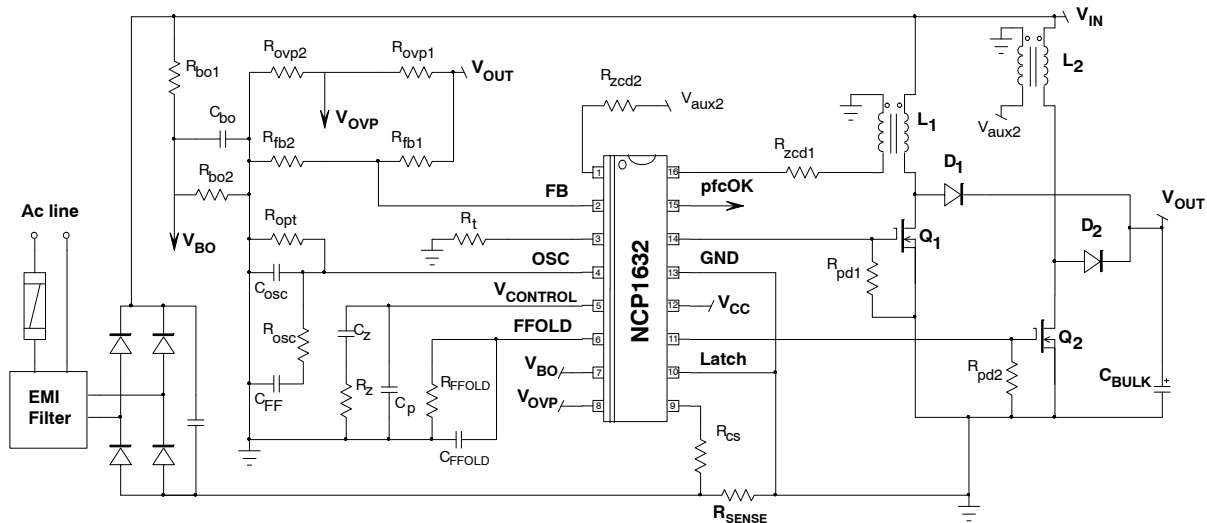 VIN
Rbo1
Rovp2
Rovp1
VOUT
Rzcd2
Vaux2
L2
Cbo
VOVP
L1
Vaux2
Rfb2
Rfb1
Rzcd1
D1
Rbo2
FB
1
16
pfcOK
2
15
VOUT
Ac line
VBO
Ropt
Rt
3
14
Q1
D2
Cosc
OSC
4
13
GND
Rpd1
VCONTROL
5
12
VCC
NCP1632
Rosc
Cz
FFOLD
6
11
Q2
Latch
EMI
Filter
CFF
Rz
Cp
RFFOLD
VBO
7
10
Rpd2
CBULK
+
VOVP
8
9
CFFOLD
Rcs
RSENSE